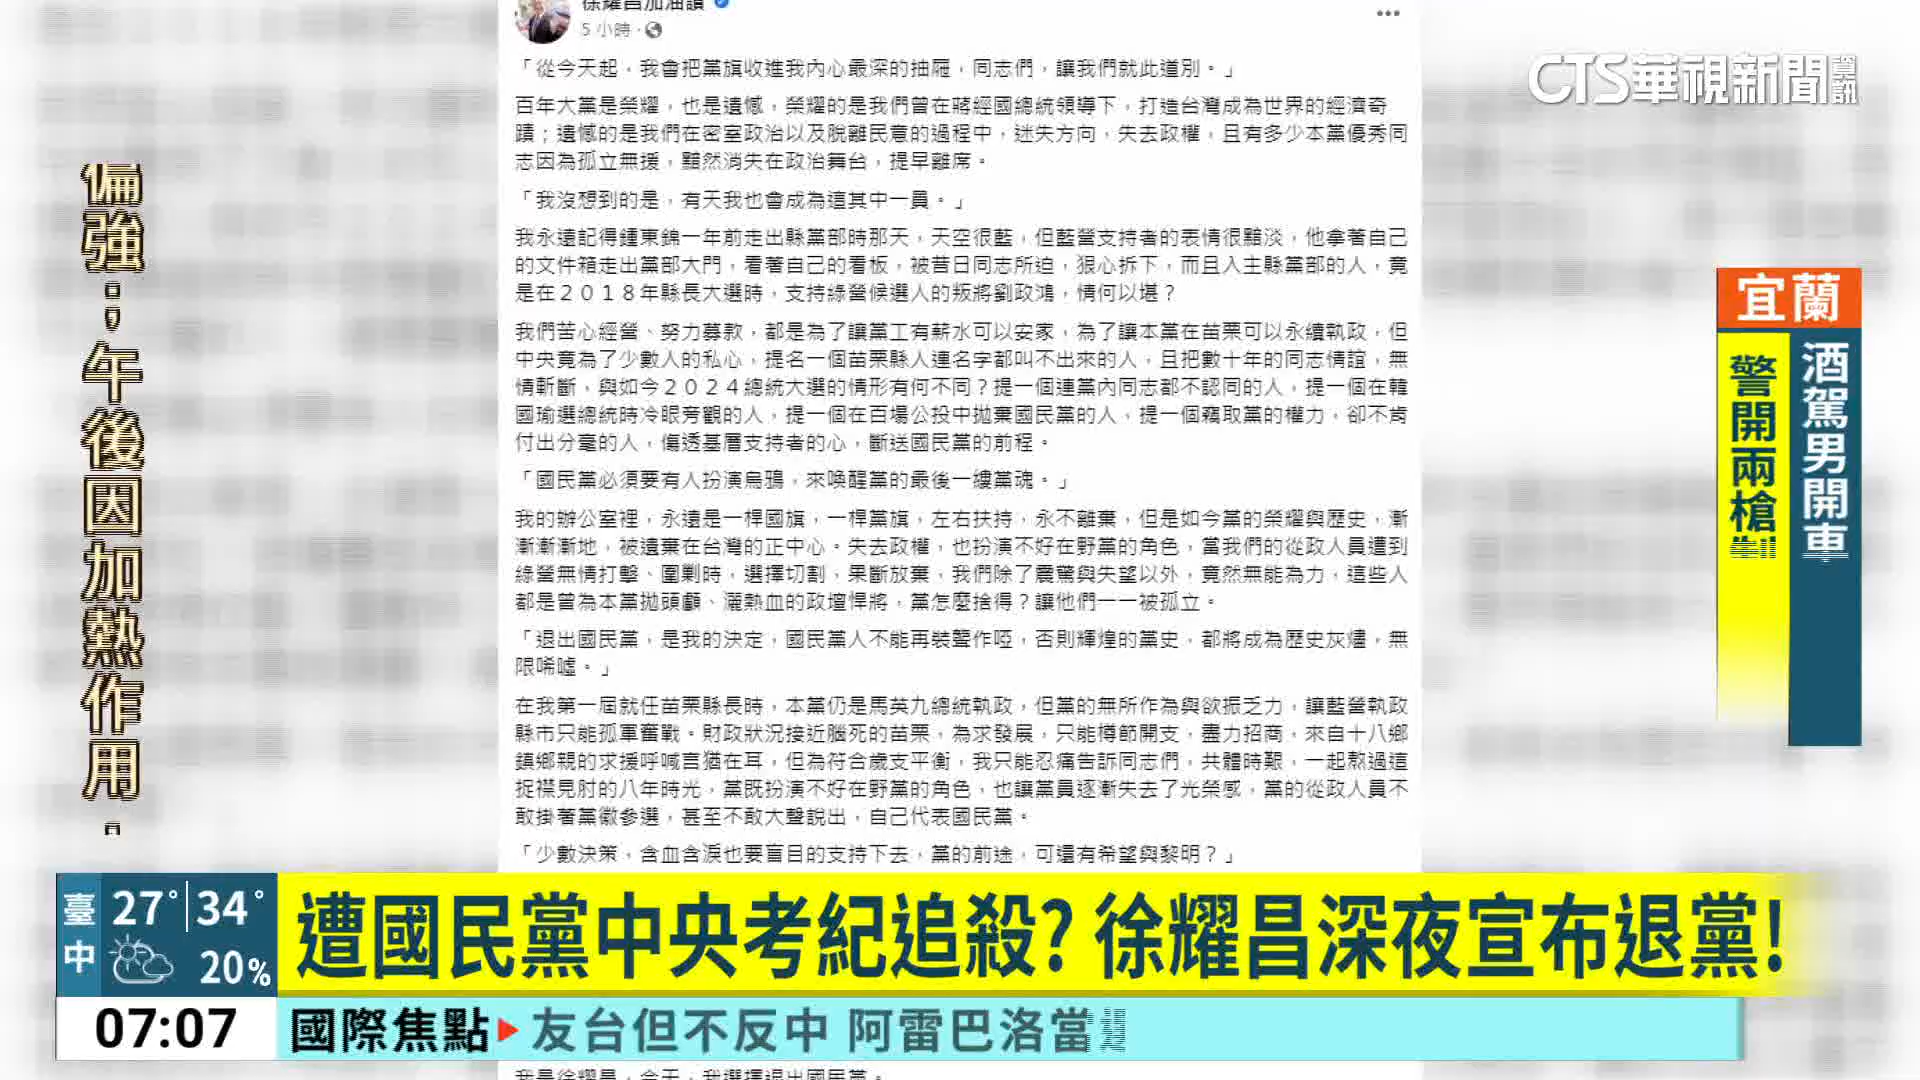 徐耀昌加油讚
5 小時
「從今天起，我會把黨旗收進我內心最深的抽屜，同志們，讓我們就此道別。」
百年大黨是榮耀，也是遺憾，榮耀的是我們曾在蔣經國總統領導下，打造台灣成為世界的經濟奇
蹟；遺憾的是我們在密室政治以及脫離民意的過程中，迷失方向，失去政權，且有多少本黨優秀同
志因為孤立無援，黯然消失在政治舞台，提早離席。
「我沒想到的是，有天我也會成為這其中一員。」
我永遠記得鍾東錦一年前走出縣黨部時那天，天空很藍，但藍營支持者的表情很黯淡，他拿著自己
的文件箱走出黨部大門，看著自己的看板，被昔日同志所迫，狠心拆下，而且入主縣黨部的人，竟
是在２０１８年縣長大選時，支持綠營候選人的叛將劉政鴻，情何以堪？
我們苦心經營、努力募款，都是為了讓黨工有薪水可以安家，為了讓本黨在苗栗可以永續執政，但
中央竟為了少數人的私心，提名一個苗栗縣人連名字都叫不出來的人，且把數十年的同志情誼，無
情斬斷，與如今２０２４總統大選的情形有何不同？提一個連黨內同志都不認同的人，提一個在韓
國瑜選總統時冷眼旁觀的人，提一個在百場公投中拋棄國民黨的人，提一個竊取黨的權力，卻不肯
付出分毫的人，傷透基層支持者的心，斷送國民黨的前程。
「國民黨必須要有人扮演烏鴉，來喚醒黨的最後一縷黨魂。」
我的辦公室裡，永遠是一桿國旗，一桿黨旗，左右扶持，永不離棄，但是如今黨的榮耀與歷史，漸
漸漸漸地，被遺棄在台灣的正中心。失去政權，也扮演不好在野黨的角色，當我們的從政人員遭到
綠營無情打擊、圍剿時，選擇切割，果斷放棄，我們除了震驚與失望以外，竟然無能為力，這些人
都是曾為本黨拋頭顱、灑熱血的政壇悍將，黨怎麼捨得？讓他們一一被孤立。
「退出國民黨，是我的決定，國民黨人不能再裝聾作啞，否則輝煌的黨史，都將成為歷史灰燼，無
限唏噓。」
在我第一屆就任苗栗縣長時，本黨仍是馬英九總統執政，但黨的無所作為與欲振乏力，讓藍營執政
縣市只能孤軍奮戰。財政狀況接近腦死的苗栗，為求發展，只能樽節開支，盡力招商，來自十八鄉
鎮鄉親的求援呼喊言猶在耳，但為符合歲支平衡，我只能忍痛告訴同志們，共體時艱，一起熬過這
捉襟見肘的八年時光，黨既扮演不好在野黨的角色，也讓黨員逐漸失去了光榮感，黨的從政人員不
敢掛著黨徽參選，甚至不敢大聲說出，自己代表國民黨。
「少數決策，含血含淚也要盲目的支持下去，黨的前途，可還有希望與黎明？」
我是徐耀昌，今天，我選擇退出國民黨。
CTS華視新聞資訊
偏強；午後因加熱作用，
宜蘭
酒駕男開車
警開兩槍制
臺中
27°
34°
20%
遭國民黨中央考紀追殺？徐耀昌深夜宣布退黨！
07:07
國際焦點
友台但不反中 阿雷巴洛當